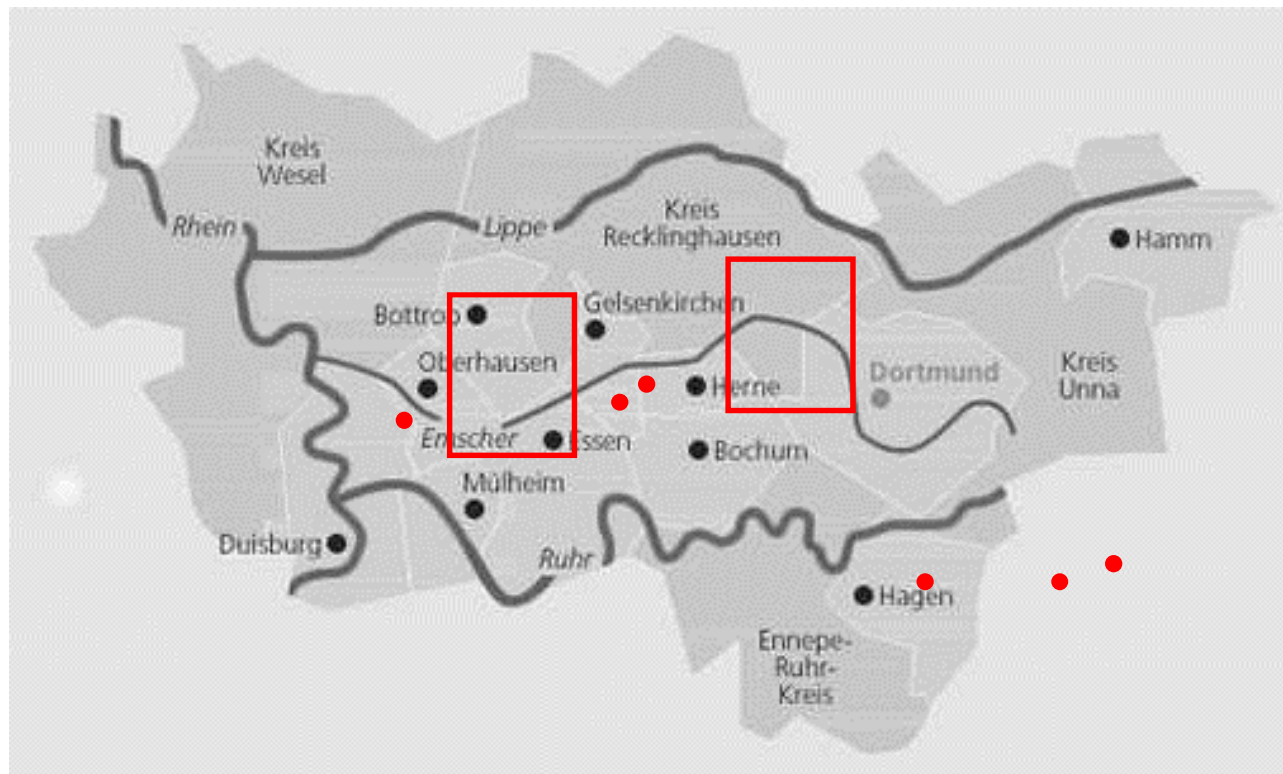 Kreis
Wesel
Rhein
Lippe
Kreis
Recklinghausen
Hamm
Bottrop
Gelsenkirchen
Oberhausen
Herne
Dortmund
Kreis
Unna
Emscher
Essen
Bochum
Mülheim
Duisburg
Ruhr
Hagen
Ennepe-
Ruhr-
Kreis